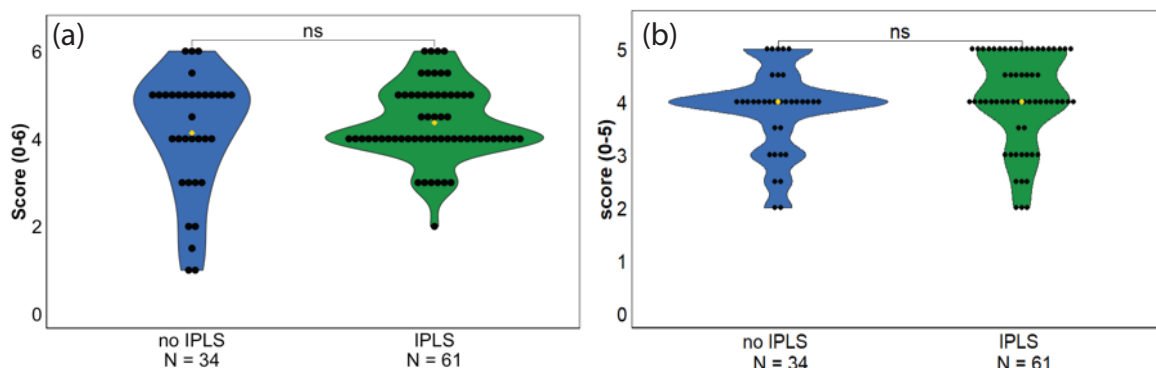 (a)
ns
Score (0-6)
6
4
2
0
no IPLS
N = 34
IPLS
N = 61
(b)
ns
score (0-5)
5
4
3
2
1
0
no IPLS
N = 34
IPLS
N = 61